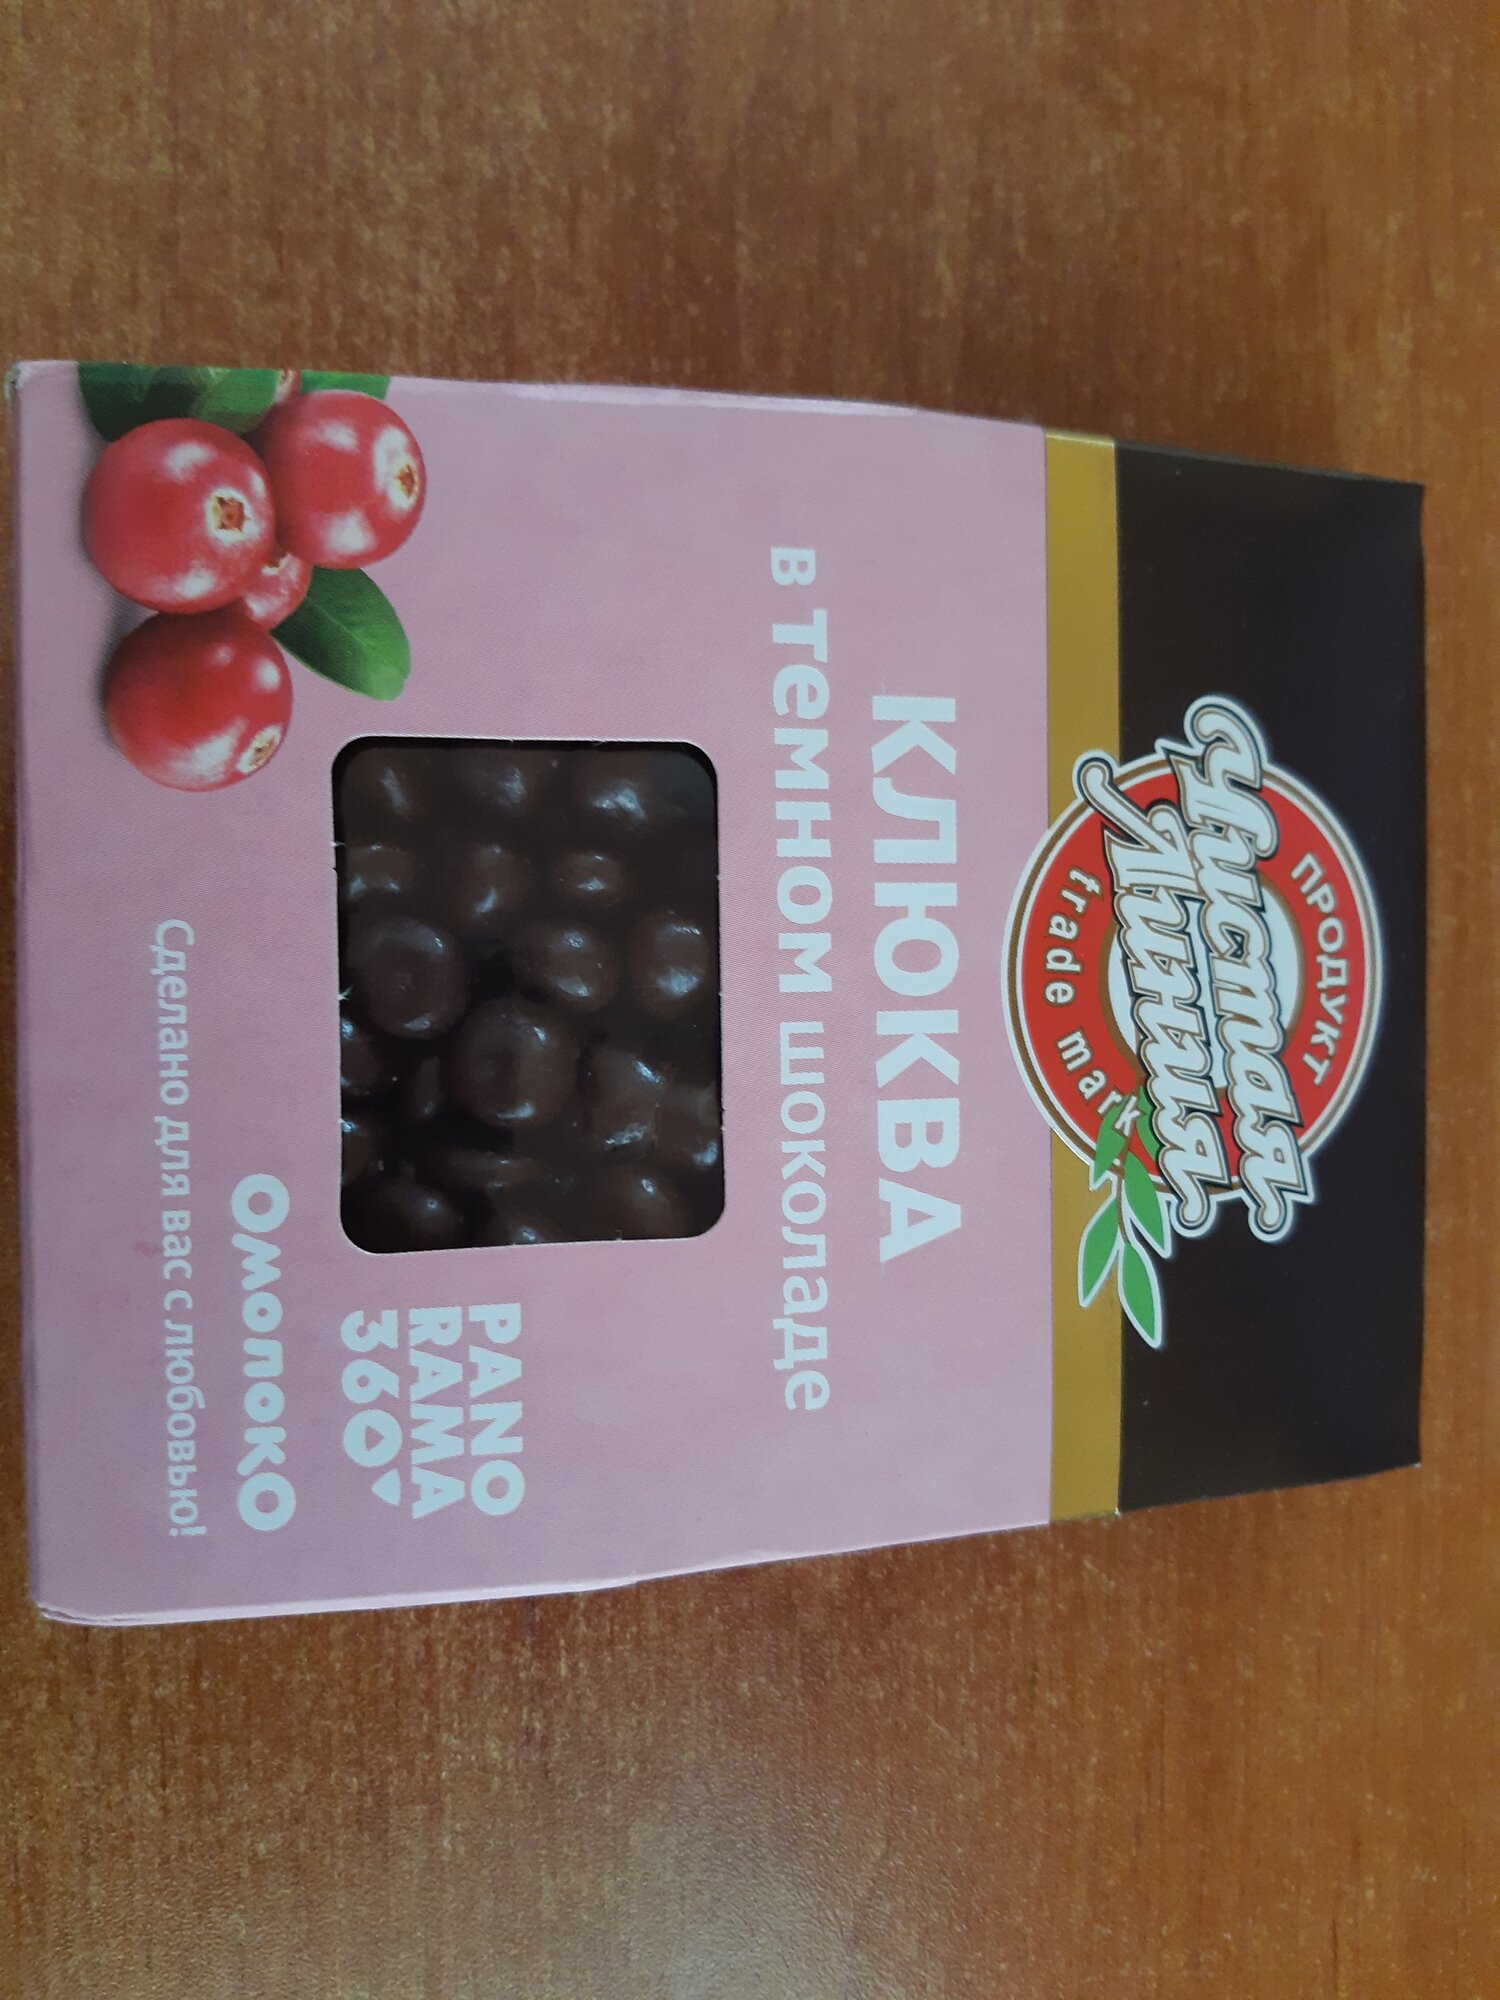 ПРОДУКТ
Чистая
Линия
trade mark
КЛЮКВА
в темном шоколаде
PANO
RAMA
360
ОМОЛОКО
Сделано для вас с любовью!